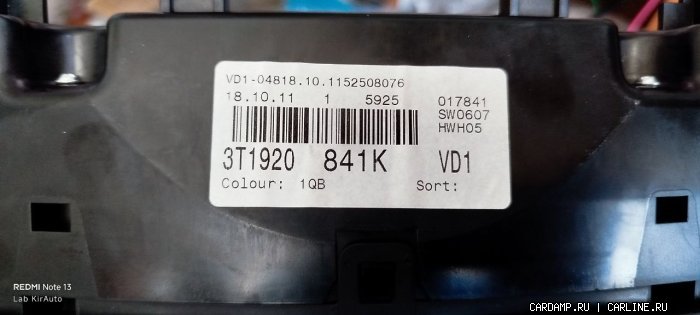 VD1-04818.10.1152508076
18.10.11 1 5925 017841
SW0607
HWH05
3T1920 841K VD1
Colour: 1QB Sort:
REDMI Note 13
Lab KirAuto
CARDAMP.RU | CARLINE.RU